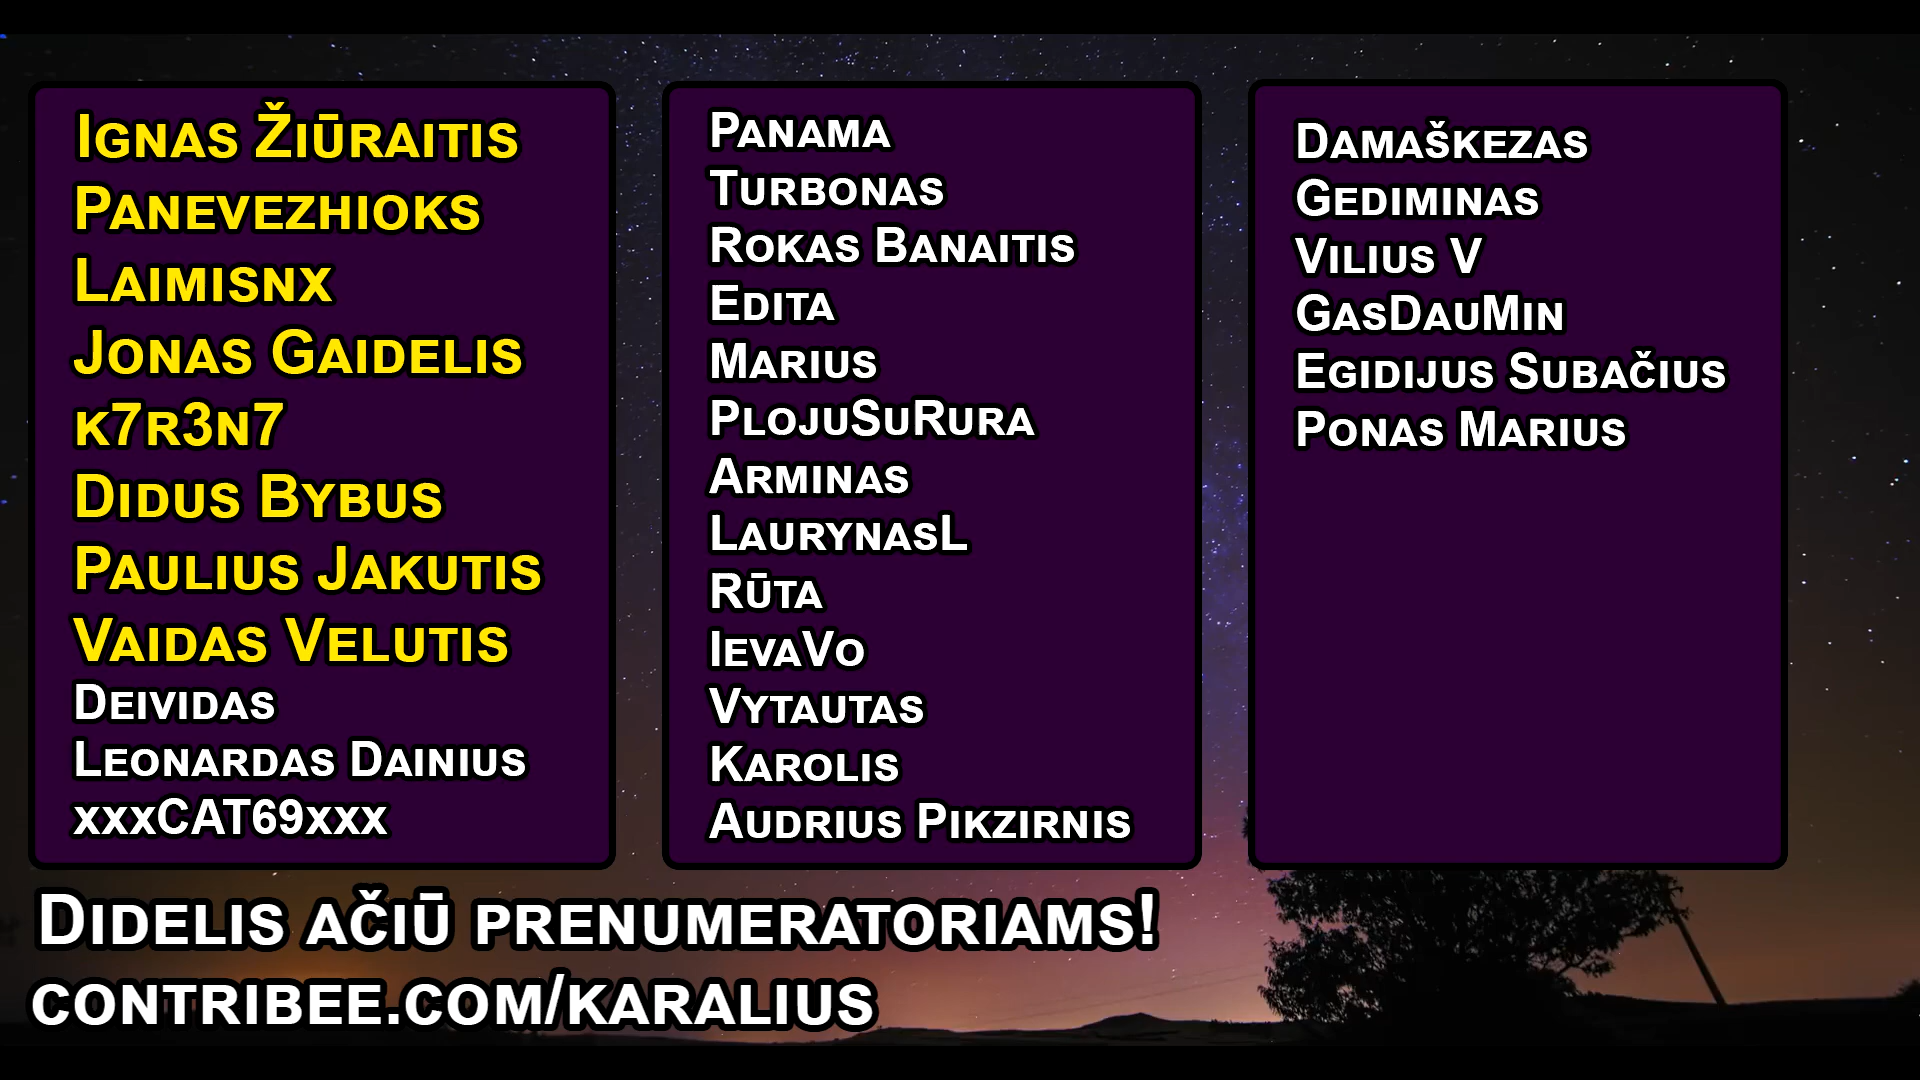 Ignas Žiūraitis
Panevezhioks
Laimisnx
Jonas Gaidelis
k7r3n7
Didus Bybus
Paulius Jakutis
Vaidas Velutis
Deividas
Leonardas Dainius
xxxCAT69xxx
Panama
Turbonas
Rokas Banaitis
Edita
Marius
PlojuSuRura
Arminas
LaurynasL
Rūta
IevaVo
Vytautas
Karolis
Audrius Pikzirnis
Damaškezas
Gediminas
Vilius V
GasDauMin
Egidijus Subačius
Ponas Marius
Didelis ačiū prenumeratoriams!
contribee.com/karalius